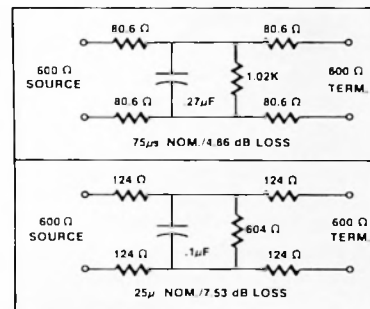 80.6 Ω 80.6 Ω
600 Ω SOURCE
1.02K
600 Ω TERM.
80.6 Ω .27µF 80.6 Ω
75µs NOM./4.86 dB LOSS
124 Ω 124 Ω
600 Ω SOURCE
604 Ω
600 Ω TERM.
124 Ω .1µF 124 Ω
25µ NOM./7.53 dB LOSS